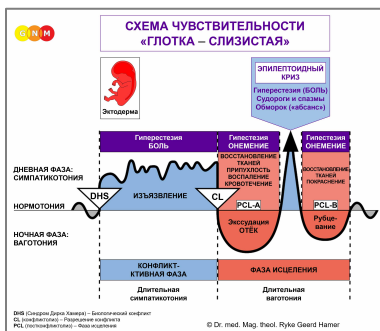 GNM
СХЕМА ЧУВСТВИТЕЛЬНОСТИ
«ГЛОТКА – СЛИЗИСТАЯ»
Эктодерма
ЭПИЛЕПТОИДНЫЙ
КРИЗ
Гиперестезия (БОЛЬ)
Судороги и спазмы
Обморок («абсанс»)
Гиперестезия
БОЛЬ
Гипестезия
ОНЕМЕНИЕ
Гипестезия
ОНЕМЕНИЕ
ДНЕВНАЯ ФАЗА:
СИМПАТИКОТОНИЯ
ИЗЪЯЗВЛЕНИЕ
ВОССТАНОВЛЕНИЕ
ТКАНЕЙ
ПРИПУХЛОСТЬ
ВОСПАЛЕНИЕ
КРОВОТЕЧЕНИЕ
ВОССТАНОВЛЕНИЕ
ТКАНЕЙ
ПОКРАСНЕНИЕ
DHS
CL
PCL-A
PCL-B
НОРМОТОНИЯ
НОЧНАЯ ФАЗА:
ВАГОТОНИЯ
Экссудация
ОТЁК
Рубце-
вание
КОНФЛИКТ-
КТИВНАЯ ФАЗА
ФАЗА ИСЦЕЛЕНИЯ
Длительная
симпатикотония
Длительная
ваготония
DHS (Синдром Дирка Хамера) – Биологический конфликт
CL (конфликтолиз) – Разрешение конфликта
PCL (постконфликтолиз) – Фаза исцеления
© Dr. med. Mag. theol. Ryke Geerd Hamer